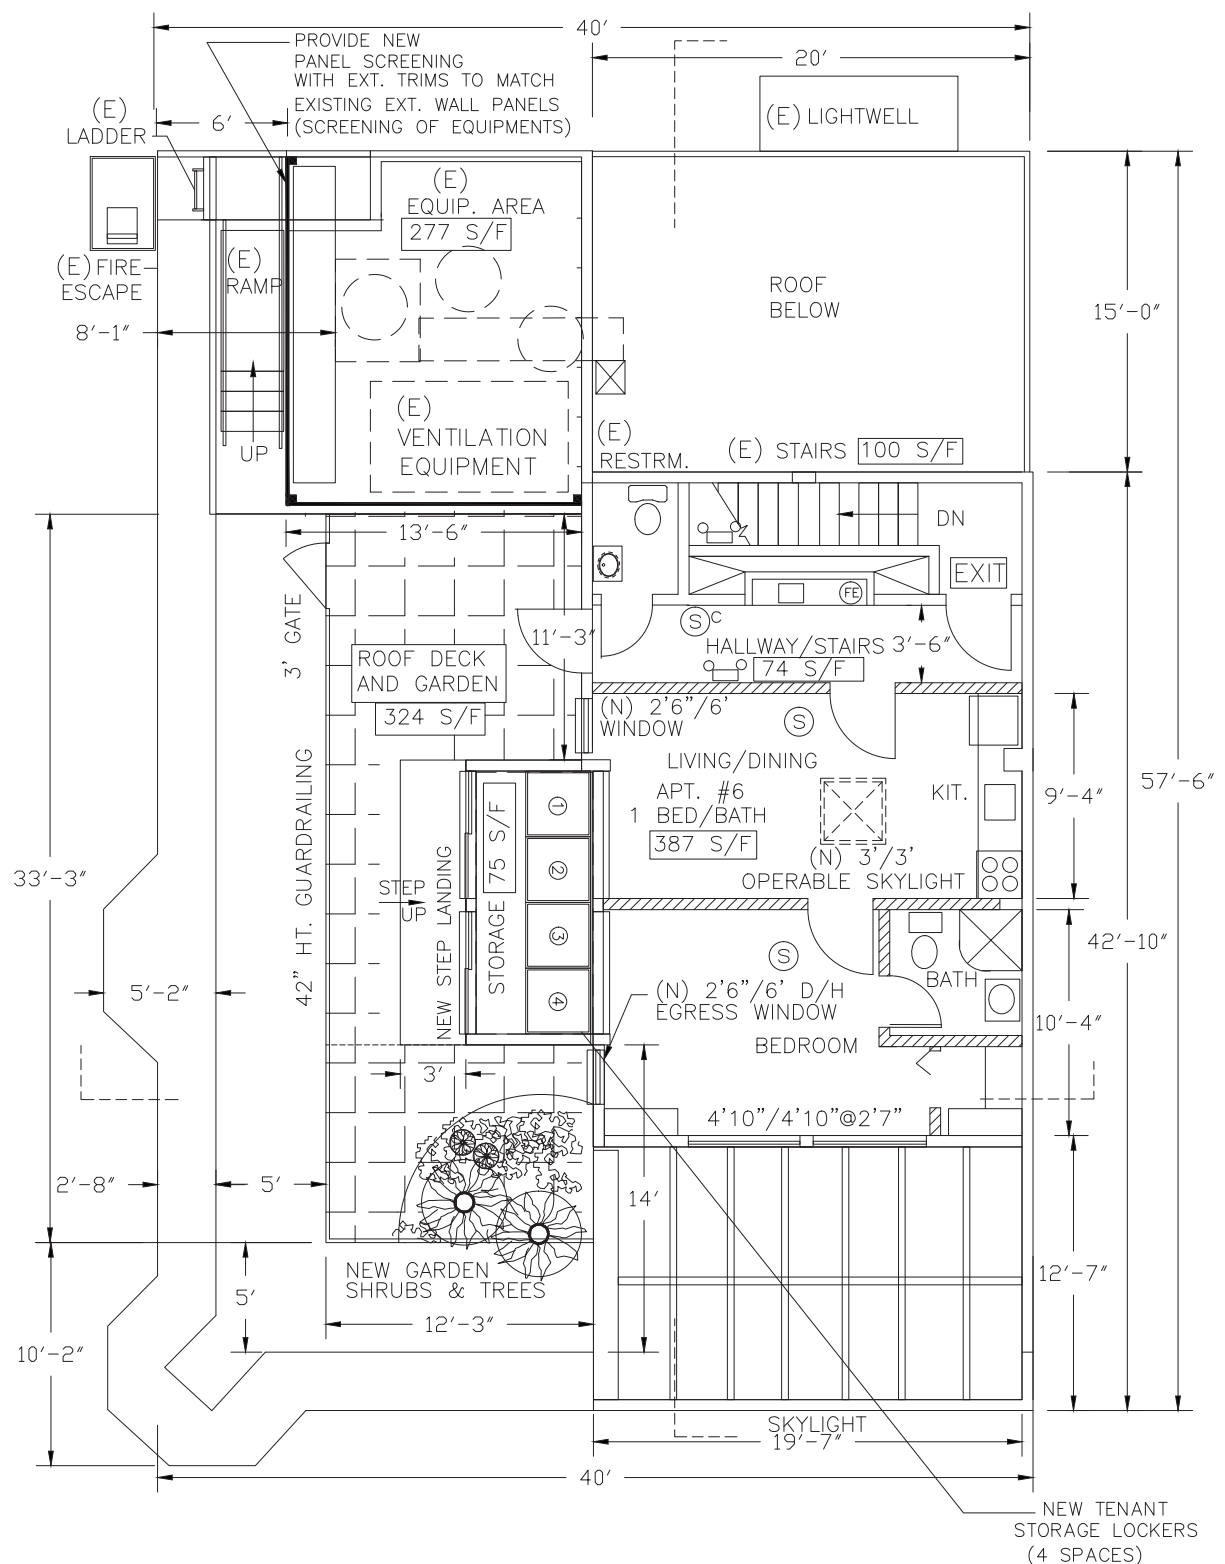 40'
20'
PROVIDE NEW
PANEL SCREENING
WITH EXT. TRIMS TO MATCH
EXISTING EXT. WALL PANELS
(SCREENING OF EQUIPMENTS)
(E)
LADDER
6'
(E) LIGHTWELL
(E)
EQUIP. AREA
277 S/F
(E) FIRE
ESCAPE
(E)
RAMP
8'-1"
ROOF
BELOW
15'-0"
UP
(E)
VENTILATION
EQUIPMENT
(E)
RESTRM.
(E) STAIRS 100 S/F
13'-6"
DN
EXIT
FE
3' GATE
11'-3"
S C
HALLWAY/STAIRS 3'-6"
74 S/F
ROOF DECK
AND GARDEN
324 S/F
(N) 2'6"/6'
WINDOW
S
LIVING/DINING
APT. #6
1 BED/BATH
387 S/F
KIT.
9'-4"
57'-6"
(N) 3'/3'
OPERABLE SKYLIGHT
33'-3"
42" HT. GUARDRAILING
STEP
UP
NEW STEP LANDING
STORAGE 75 S/F
1
2
3
4
S
42'-10"
BATH
5'-2"
(N) 2'6"/6' D/H
EGRESS WINDOW
10'-4"
BEDROOM
3'
4'10"/4'10"@2'7"
2'-8"
5'
14'
NEW GARDEN
SHRUBS & TREES
12'-7"
5'
12'-3"
10'-2"
SKYLIGHT
19'-7"
40'
NEW TENANT
STORAGE LOCKERS
(4 SPACES)